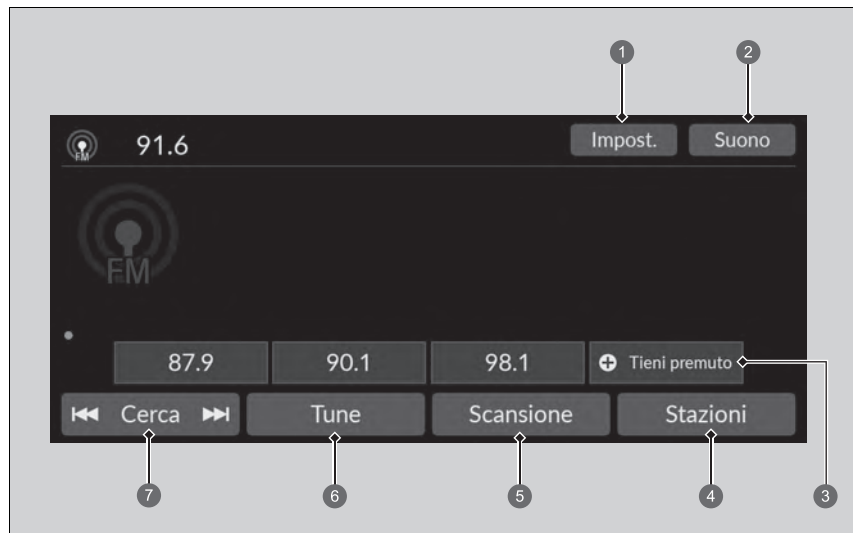 1 2
FM 91.6 Impost. Suono
FM
87.9 90.1 98.1 Tieni premuto
Cerca Tune Scansione Stazioni
7 6 5 4 3